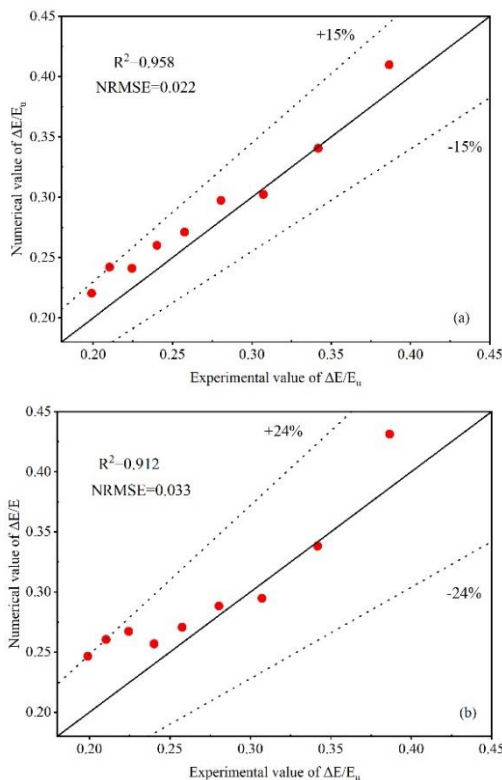 0.45
0.40
0.35
0.30
0.25
0.20
Numerical value of ΔE/Eᵤ
+15%
R²−0.958
NRMSE=0.022
-15%
(a)
0.20 0.25 0.30 0.35 0.40 0.45
Experimental value of ΔE/Eᵤ
0.45
0.40
0.35
0.30
0.25
0.20
Numerical value of ΔE/E
+24%
R²−0.912
NRMSE=0.033
-24%
(b)
0.20 0.25 0.30 0.35 0.40 0.45
Experimental value of ΔE/Eᵤ